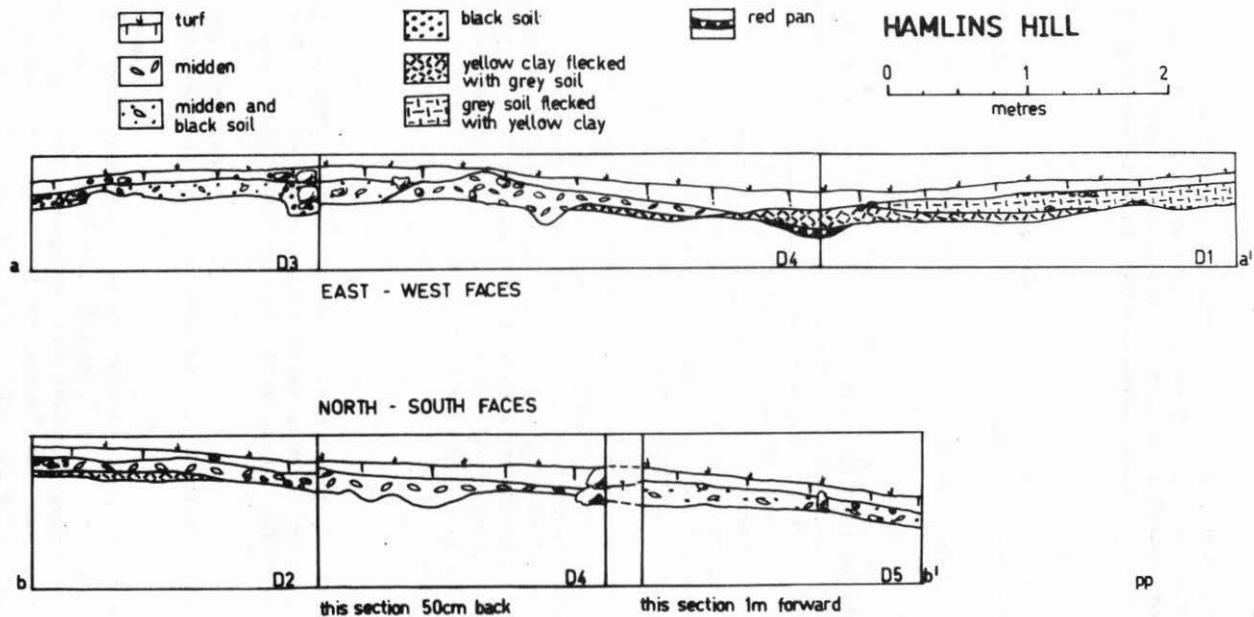 turf
midden
midden and
black soil
black soil
yellow clay flecked
with grey soil
grey soil flecked
with yellow clay
red pan
HAMLINS HILL
0 1 2
metres
a D3 D4 D1 a'
EAST - WEST FACES
NORTH - SOUTH FACES
?
b D2 D4 D5 b'
this section 50cm back
this section 1m forward
pp